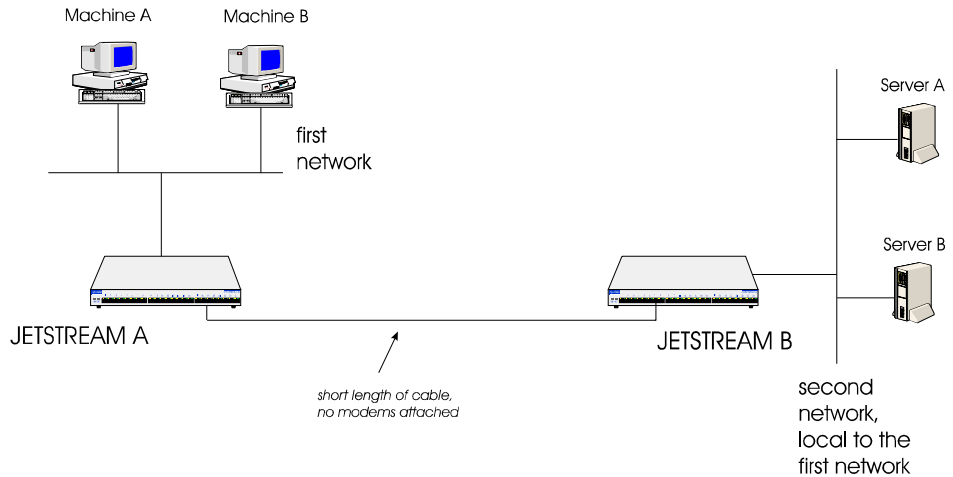 Machine A
Machine B
Server A
first
network
Server B
JETSTREAM A
JETSTREAM B
short length of cable,
no modems attached
second
network,
local to the
first network